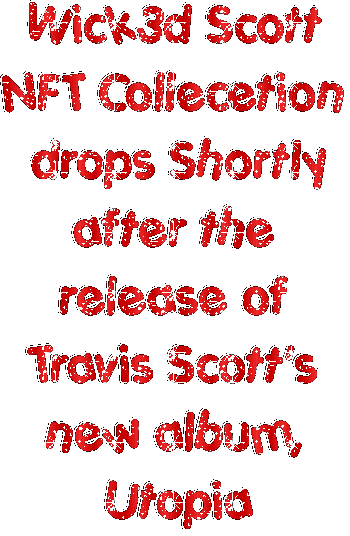 Wick3d Scott
NFT Collecetion
drops Shortly
after the
release of
Travis Scott's
new album,
Utopia